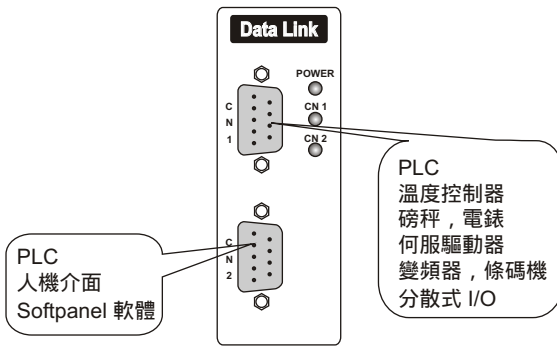 Data Link
POWER
CN 1
CN 2
C
N
1
C
N
2
PLC
人機介面
Softpanel 軟體
PLC
溫度控制器
磅秤，電錶
何服驅動器
變頻器，條碼機
分散式 I/O